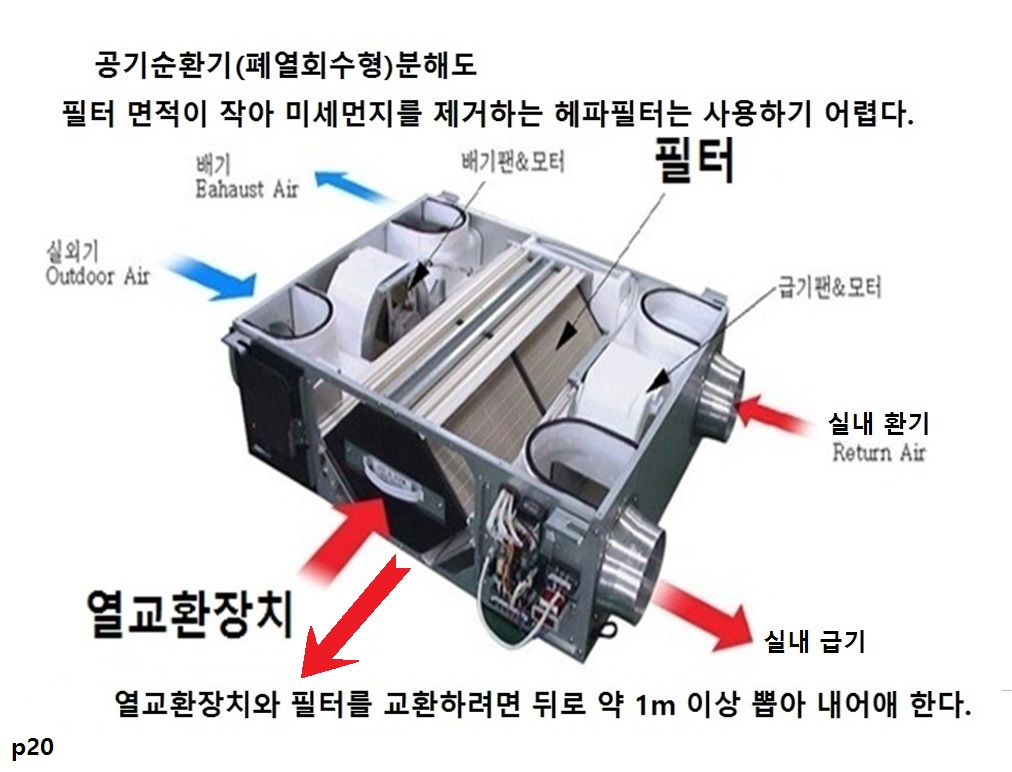 공기순환기(폐열회수형)분해도
필터 면적이 작아 미세먼지를 제거하는 헤파필터는 사용하기 어렵다.
배기
Eahaust Air
배기팬&모터
필터
실외기
Outdoor Air
급기팬&모터
실내 환기
Return Air
열교환장치
실내 급기
열교환장치와 필터를 교환하려면 뒤로 약 1m 이상 뽑아 내어애 한다.
p20